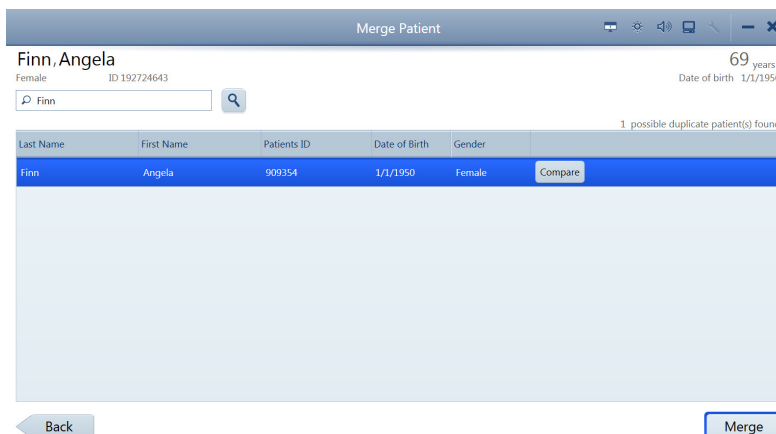 Merge Patient
Finn, Angela
69 years
Female ID 192724643
Date of birth 1/1/1950
Finn
1 possible duplicate patient(s) found
Last Name First Name Patients ID Date of Birth Gender
Finn Angela 909354 1/1/1950 Female Compare
Back Merge